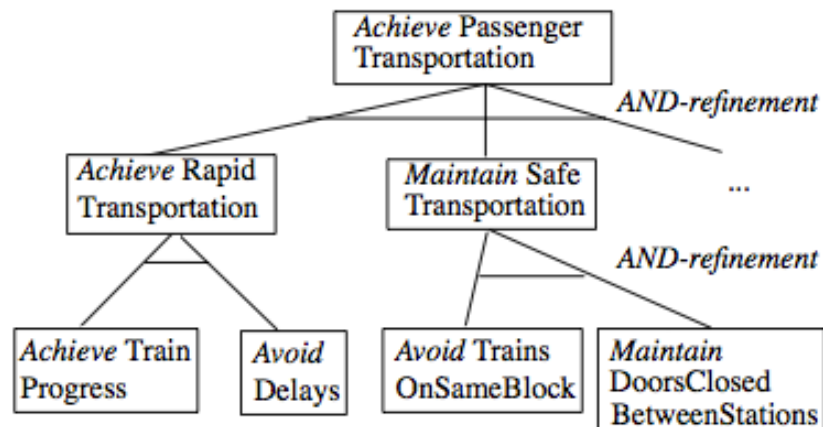 Achieve Passenger
Transportation
AND-refinement
Achieve Rapid
Transportation
Maintain Safe
Transportation
...
AND-refinement
Achieve Train
Progress
Avoid
Delays
Avoid Trains
OnSameBlock
Maintain
DoorsClosed
BetweenStations